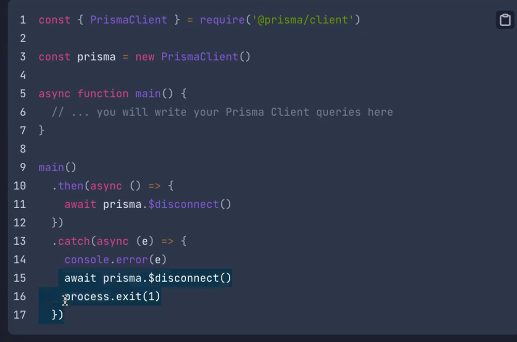 1 const { PrismaClient } = require('@prisma/client')
2
3 const prisma = new PrismaClient()
4
5 async function main() {
6   // ... you will write your Prisma Client queries here
7 }
8
9 main()
10   .then(async () => {
11     await prisma.$disconnect()
12   })
13   .catch(async (e) => {
14     console.error(e)
15     await prisma.$disconnect()
16     process.exit(1)
17   })